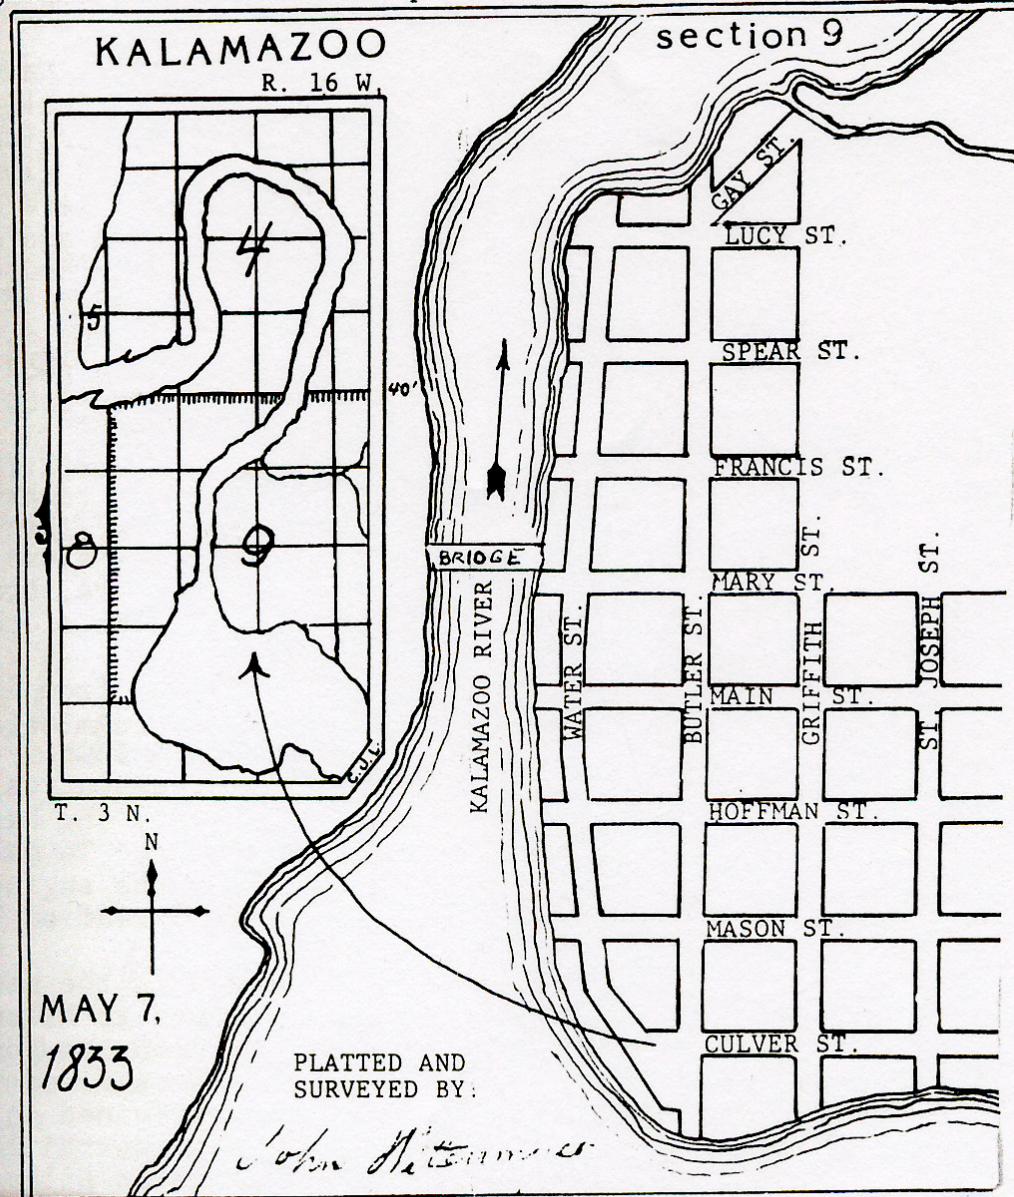 KALAMAZOO
R. 16 W.
4
5
40'
8
9
C.J.L.
T. 3 N.
N
MAY 7,
1833
PLATTED AND
SURVEYED BY:
John
section 9
GAY ST.
LUCY ST.
SPEAR ST.
FRANCIS ST.
BRIDGE
MARY ST.
KALAMAZOO RIVER
WATER ST.
BUTLER ST.
GRIFFITH ST.
ST. JOSEPH ST.
MAIN ST.
HOFFMAN ST.
MASON ST.
CULVER ST.